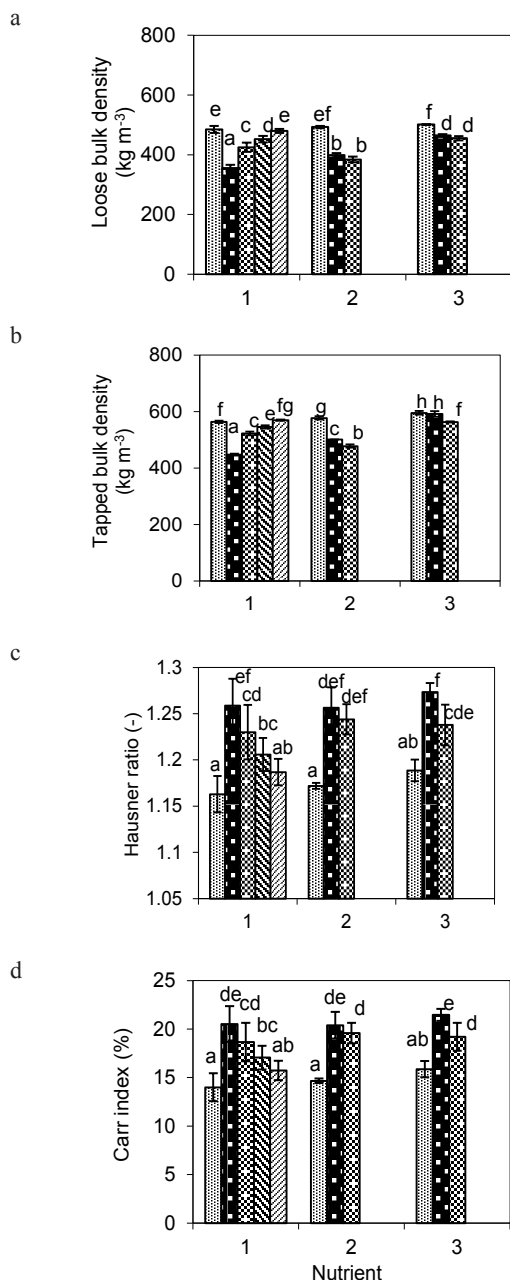 a
800
600
400
200
0
Loose bulk density
(kg m-3)
e a c d e ef b b f d d
1 2 3
b
800
600
400
200
0
Tapped bulk density
(kg m-3)
f a c e fg g c b h h f
1 2 3
c
1.3
1.25
1.2
1.15
1.1
1.05
Hausner ratio (-)
a ef cd bc ab a def def ab f cde
1 2 3
d
25
20
15
10
5
0
Carr index (%)
a de cd bc ab a de d ab e d
1 2 3
Nutrient